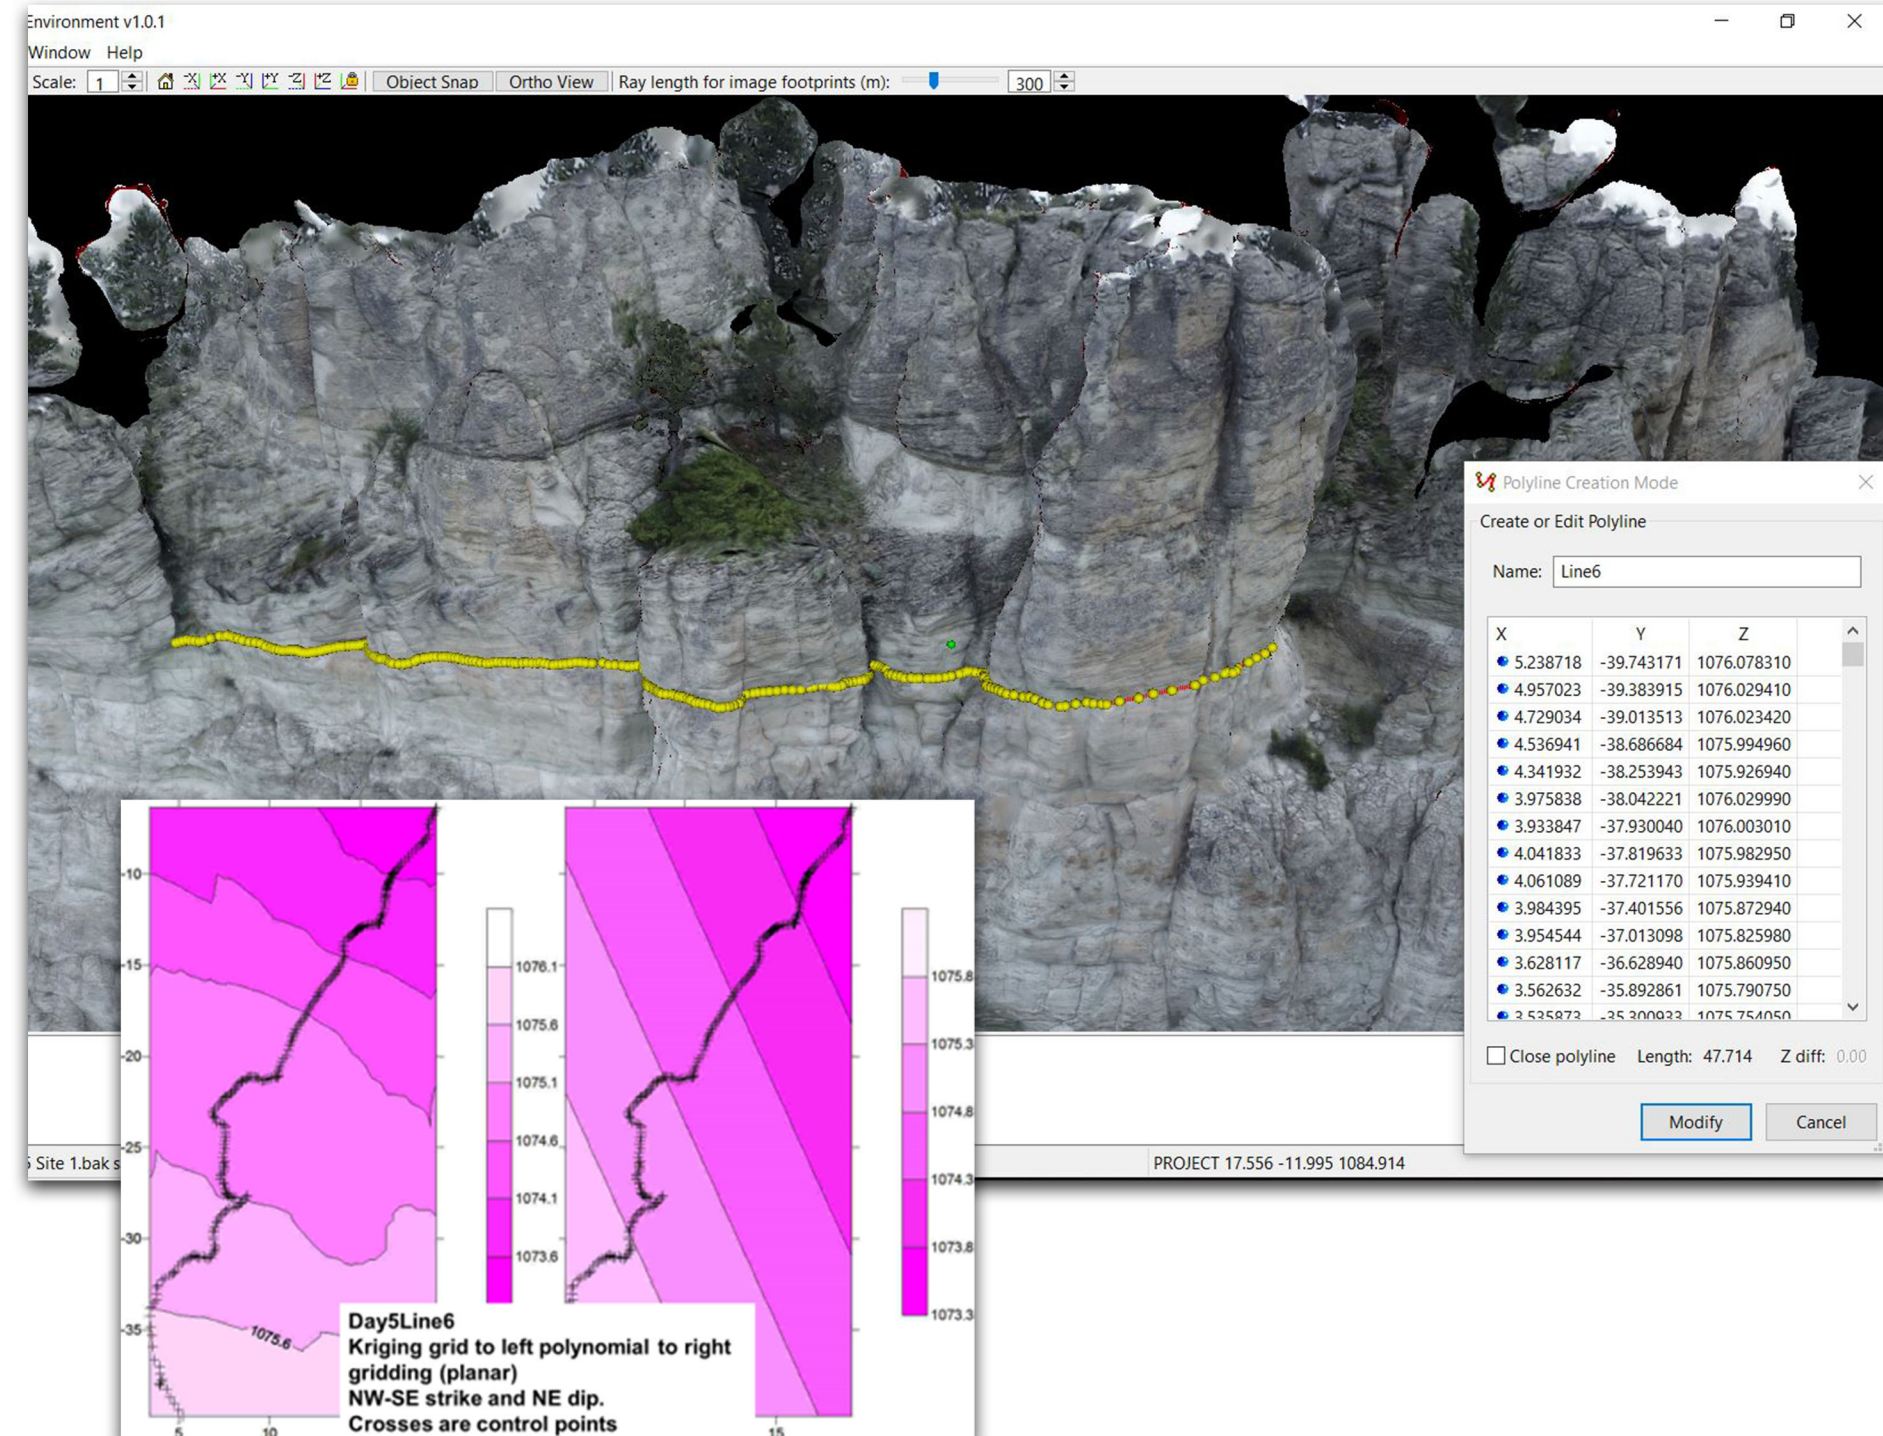 Environment v1.0.1
Window Help
Scale: 1 -X +X -Y +Y -Z +Z Object Snap Ortho View Ray length for image footprints (m): 300
Polyline Creation Mode
Create or Edit Polyline
Name: Line6
X Y Z
5.238718 -39.743171 1076.078310
4.957023 -39.383915 1076.029410
4.729034 -39.013513 1076.023420
4.536941 -38.686684 1075.994960
4.341932 -38.253943 1075.926940
3.975838 -38.042221 1076.029990
3.933847 -37.930040 1076.003010
4.041833 -37.819633 1075.982950
4.061089 -37.721170 1075.939410
3.984395 -37.401556 1075.872940
3.954544 -37.013098 1075.825980
3.628117 -36.628940 1075.860950
3.562632 -35.892861 1075.790750
3.535873 -35.300933 1075.754050
Close polyline Length: 47.714 Z diff: 0.00
Modify Cancel
5 Site 1.bak s
PROJECT 17.556 -11.995 1084.914
-10
-15
-20
-25
-30
-35
5 10
1075.6
1076.1
1075.6
1075.1
1074.6
1074.1
1073.6
15
1075.8
1075.3
1074.8
1074.3
1073.8
1073.3
Day5Line6
Kriging grid to left polynomial to right
gridding (planar)
NW-SE strike and NE dip.
Crosses are control points